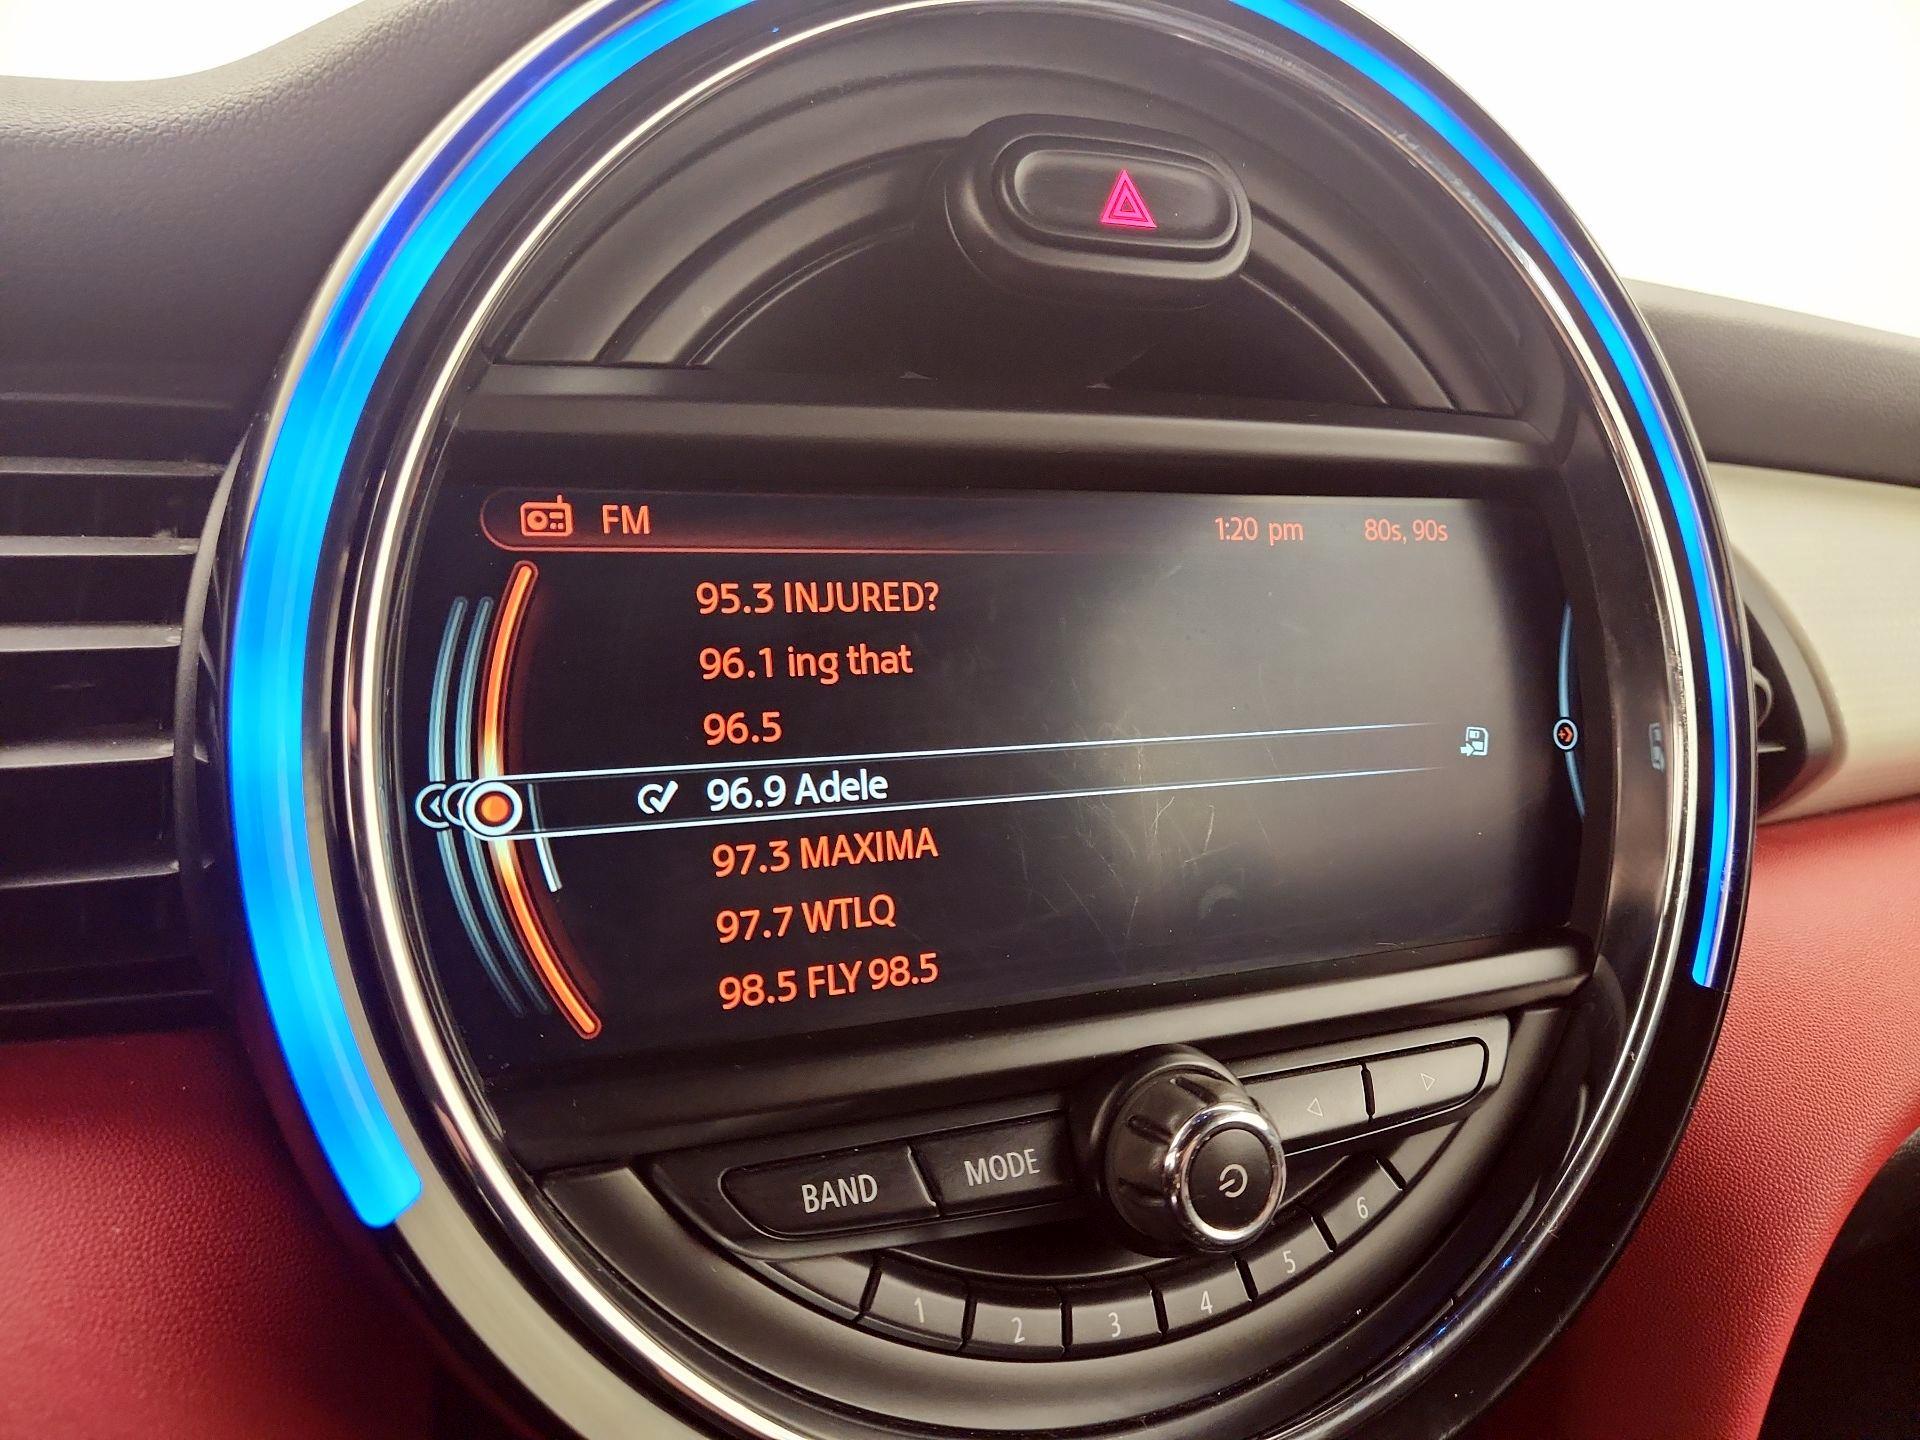 FM 1:20 pm 80s, 90s
95.3 INJURED?
96.1 ing that
96.5
96.9 Adele
97.3 MAXIMA
97.7 WTLQ
98.5 FLY 98.5
BAND MODE
1 2 3 4 5 6